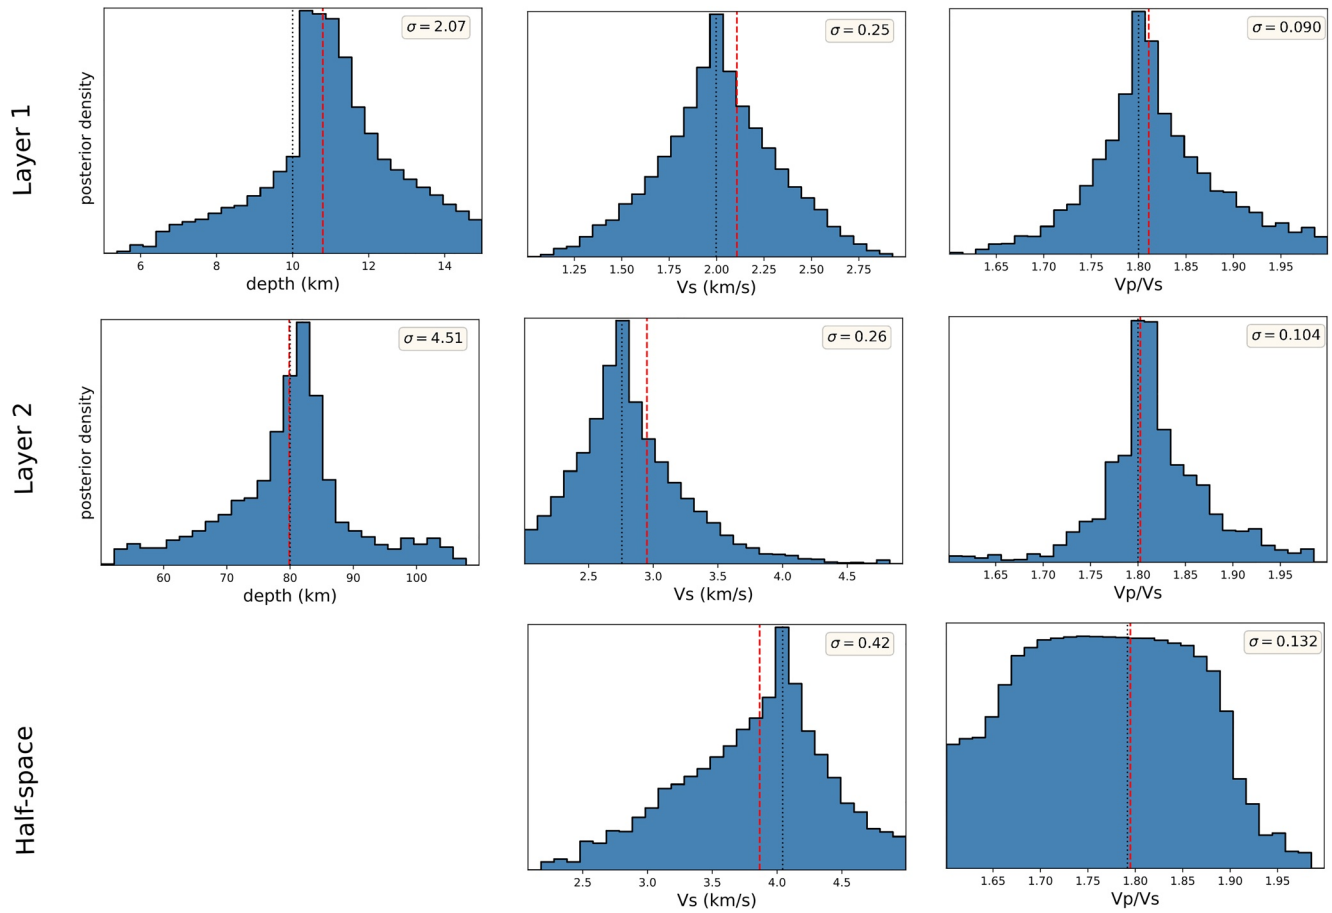 Layer 1
posterior density
σ = 2.07
6 8 10 12 14
depth (km)
σ = 0.25
1.25 1.50 1.75 2.00 2.25 2.50 2.75
Vs (km/s)
σ = 0.090
1.65 1.70 1.75 1.80 1.85 1.90 1.95
Vp/Vs
Layer 2
posterior density
σ = 4.51
60 70 80 90 100
depth (km)
σ = 0.26
2.5 3.0 3.5 4.0 4.5
Vs (km/s)
σ = 0.104
1.65 1.70 1.75 1.80 1.85 1.90 1.95
Vp/Vs
Half-space
σ = 0.42
2.5 3.0 3.5 4.0 4.5
Vs (km/s)
σ = 0.132
1.65 1.70 1.75 1.80 1.85 1.90 1.95
Vp/Vs